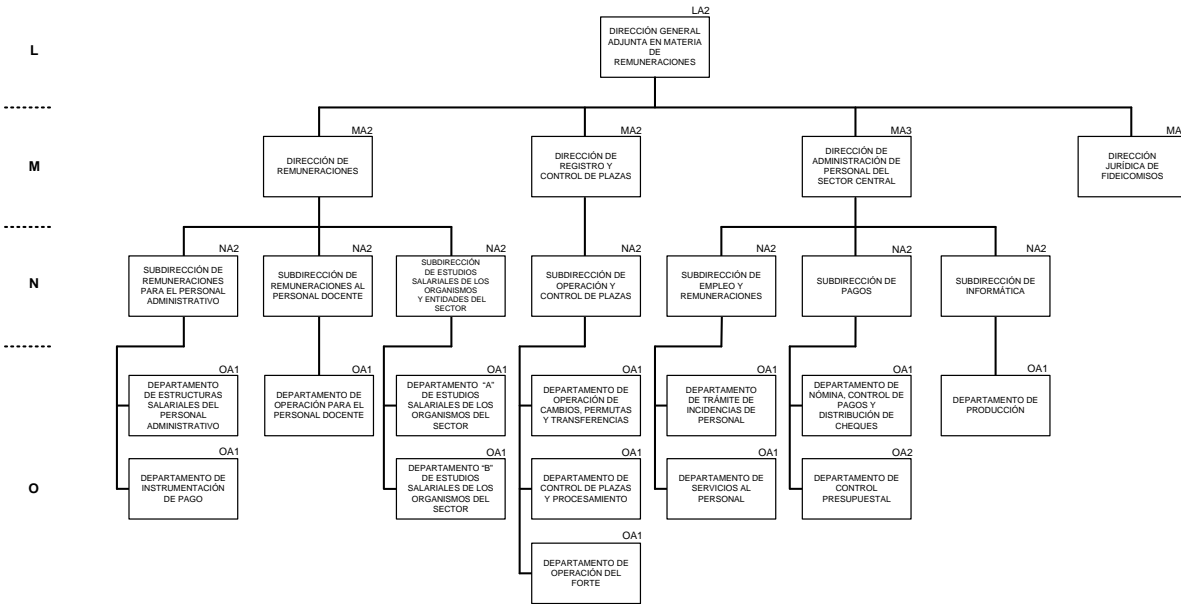 LA2
DIRECCIÓN GENERAL
ADJUNTA EN MATERIA
DE
REMUNERACIONES
L
MA2
DIRECCIÓN DE
REMUNERACIONES
MA2
DIRECCIÓN DE
REGISTRO Y
CONTROL DE PLAZAS
MA3
DIRECCIÓN DE
ADMINISTRACIÓN DE
PERSONAL DEL
SECTOR CENTRAL
MA
DIRECCIÓN
JURÍDICA DE
FIDEICOMISOS
M
NA2
SUBDIRECCIÓN DE
REMUNERACIONES
PARA EL PERSONAL
ADMINISTRATIVO
NA2
SUBDIRECCIÓN DE
REMUNERACIONES AL
PERSONAL DOCENTE
NA2
SUBDIRECCIÓN
DE ESTUDIOS
SALARIALES DE LOS
ORGANISMOS
Y ENTIDADES DEL
SECTOR
NA2
SUBDIRECCIÓN DE
OPERACIÓN Y
CONTROL DE PLAZAS
NA2
SUBDIRECCIÓN DE
EMPLEO Y
REMUNERACIONES
NA2
SUBDIRECCIÓN DE
PAGOS
NA2
SUBDIRECCIÓN DE
INFORMÁTICA
N
OA1
DEPARTAMENTO
DE ESTRUCTURAS
SALARIALES DEL
PERSONAL
ADMINISTRATIVO
OA1
DEPARTAMENTO DE
OPERACIÓN PARA EL
PERSONAL DOCENTE
OA1
DEPARTAMENTO "A"
DE ESTUDIOS
SALARIALES DE LOS
ORGANISMOS DEL
SECTOR
OA1
DEPARTAMENTO DE
OPERACIÓN DE
CAMBIOS, PERMUTAS
Y TRANSFERENCIAS
OA1
DEPARTAMENTO
DE TRÁMITE DE
INCIDENCIAS DE
PERSONAL
OA1
DEPARTAMENTO DE
NÓMINA, CONTROL DE
PAGOS Y
DISTRIBUCIÓN DE
CHEQUES
OA1
DEPARTAMENTO DE
PRODUCCIÓN
O
OA1
DEPARTAMENTO DE
INSTRUMENTACIÓN
DE PAGO
OA1
DEPARTAMENTO "B"
DE ESTUDIOS
SALARIALES DE LOS
ORGANISMOS DEL
SECTOR
OA1
DEPARTAMENTO DE
CONTROL DE PLAZAS
Y PROCESAMIENTO
OA1
DEPARTAMENTO
DE SERVICIOS AL
PERSONAL
OA2
DEPARTAMENTO DE
CONTROL
PRESUPUESTAL
OA1
DEPARTAMENTO DE
OPERACIÓN DEL
FORTE